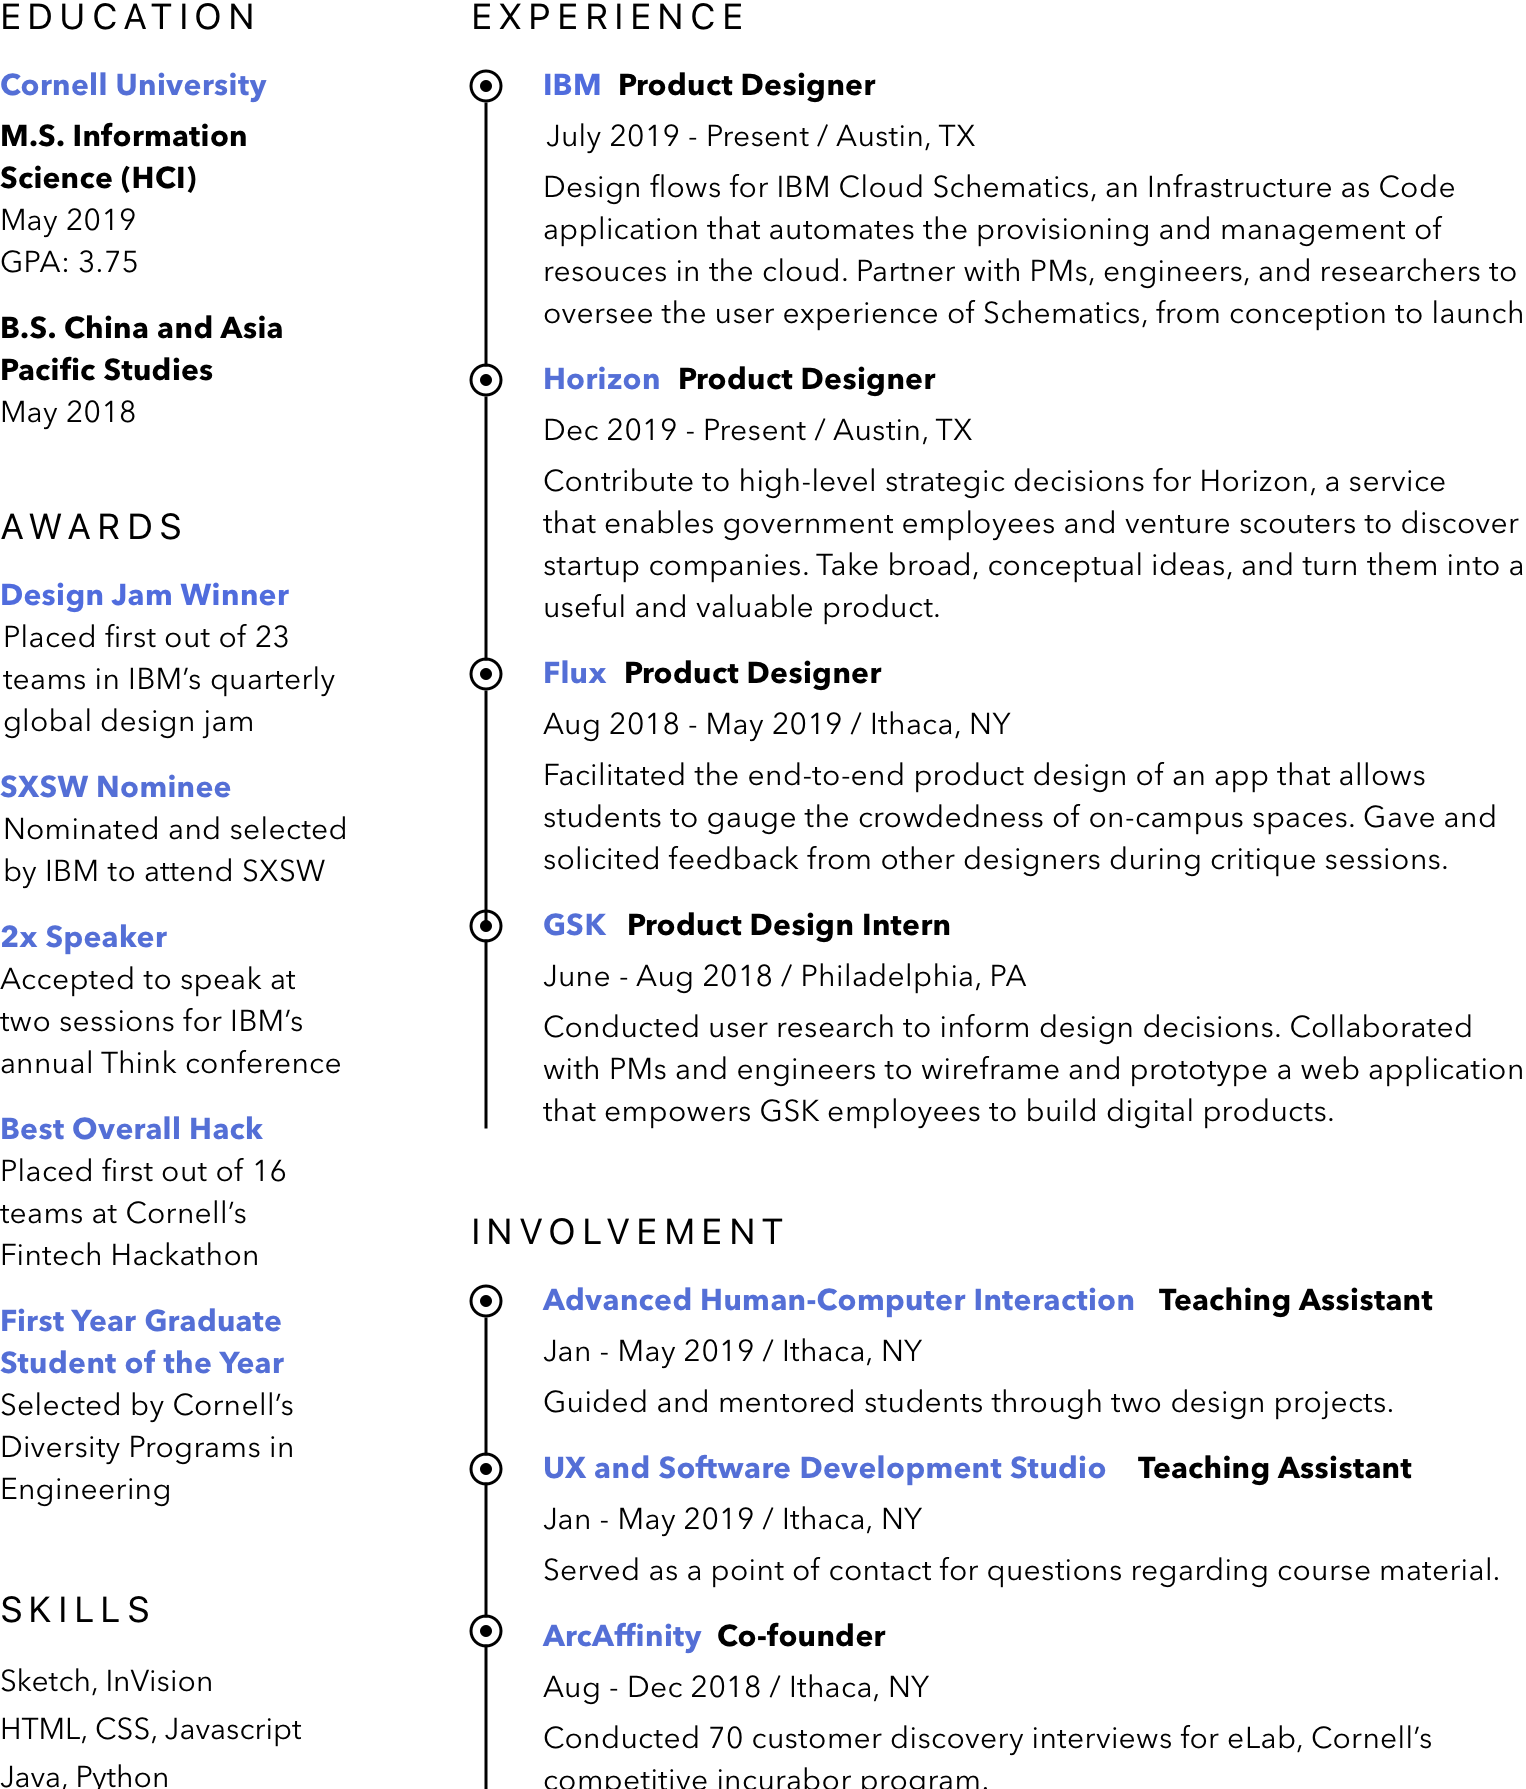 EDUCATION
Cornell University
M.S. Information
Science (HCI)
May 2019
GPA: 3.75
B.S. China and Asia
Pacific Studies
May 2018
AWARDS
Design Jam Winner
Placed first out of 23
teams in IBM’s quarterly
global design jam
SXSW Nominee
Nominated and selected
by IBM to attend SXSW
2x Speaker
Accepted to speak at
two sessions for IBM’s
annual Think conference
Best Overall Hack
Placed first out of 16
teams at Cornell’s
Fintech Hackathon
First Year Graduate
Student of the Year
Selected by Cornell’s
Diversity Programs in
Engineering
SKILLS
Sketch, InVision
HTML, CSS, Javascript
Java, Python
EXPERIENCE
IBM Product Designer
July 2019 - Present / Austin, TX
Design flows for IBM Cloud Schematics, an Infrastructure as Code
application that automates the provisioning and management of
resouces in the cloud. Partner with PMs, engineers, and researchers to
oversee the user experience of Schematics, from conception to launch
Horizon Product Designer
Dec 2019 - Present / Austin, TX
Contribute to high-level strategic decisions for Horizon, a service
that enables government employees and venture scouters to discover
startup companies. Take broad, conceptual ideas, and turn them into a
useful and valuable product.
Flux Product Designer
Aug 2018 - May 2019 / Ithaca, NY
Facilitated the end-to-end product design of an app that allows
students to gauge the crowdedness of on-campus spaces. Gave and
solicited feedback from other designers during critique sessions.
GSK Product Design Intern
June - Aug 2018 / Philadelphia, PA
Conducted user research to inform design decisions. Collaborated
with PMs and engineers to wireframe and prototype a web application
that empowers GSK employees to build digital products.
INVOLVEMENT
Advanced Human-Computer Interaction Teaching Assistant
Jan - May 2019 / Ithaca, NY
Guided and mentored students through two design projects.
UX and Software Development Studio Teaching Assistant
Jan - May 2019 / Ithaca, NY
Served as a point of contact for questions regarding course material.
ArcAffinity Co-founder
Aug - Dec 2018 / Ithaca, NY
Conducted 70 customer discovery interviews for eLab, Cornell’s
competitive incurabor program.